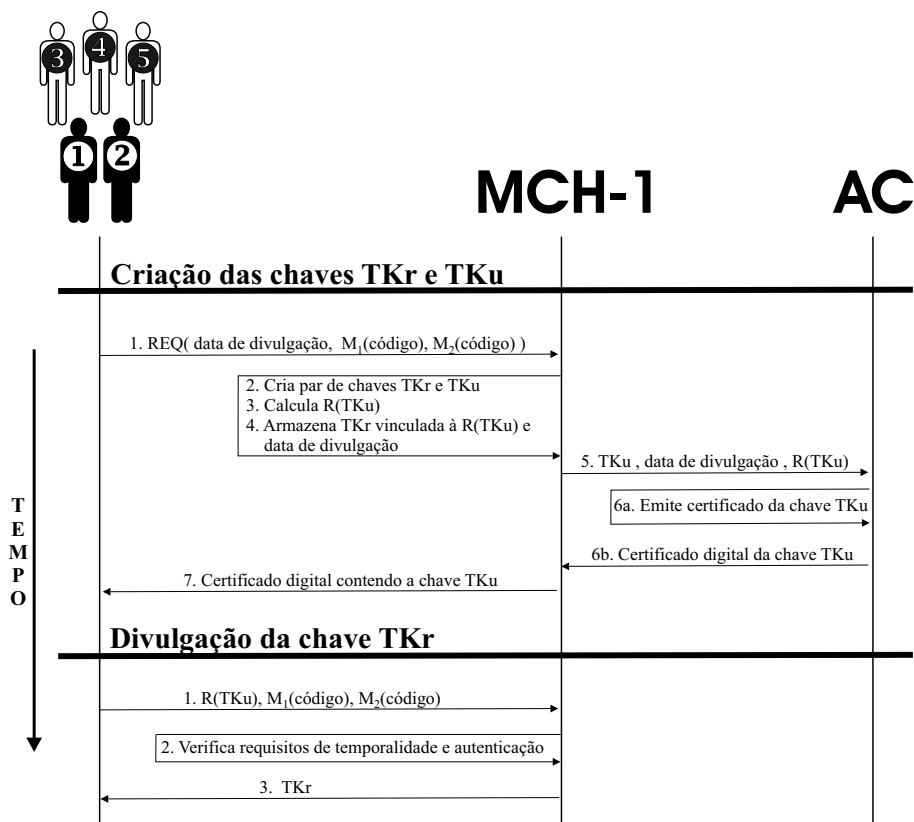 3 4 5
1 2
MCH-1 AC
Criação das chaves TKr e TKu
1. REQ( data de divulgação, M₁(código), M₂(código) )
2. Cria par de chaves TKr e TKu
3. Calcula R(TKu)
4. Armazena TKr vinculada à R(TKu) e
data de divulgação
5. TKu , data de divulgação , R(TKu)
6a. Emite certificado da chave TKu
6b. Certificado digital da chave TKu
7. Certificado digital contendo a chave TKu
TEMPO
Divulgação da chave TKr
1. R(TKu), M₁(código), M₂(código)
2. Verifica requisitos de temporalidade e autenticação
3. TKr